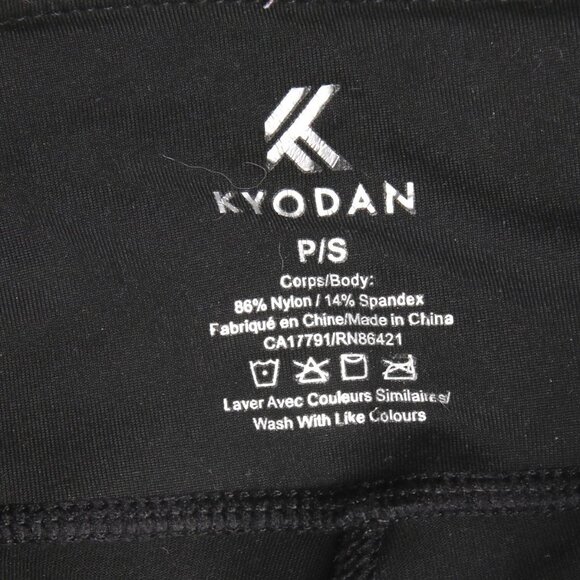 KYODAN
P/S
Corps/Body:
86% Nylon / 14% Spandex
Fabriqué en Chine/Made in China
CA17791/RN86421
Laver Avec Couleurs Similaires/
Wash With Like Colours